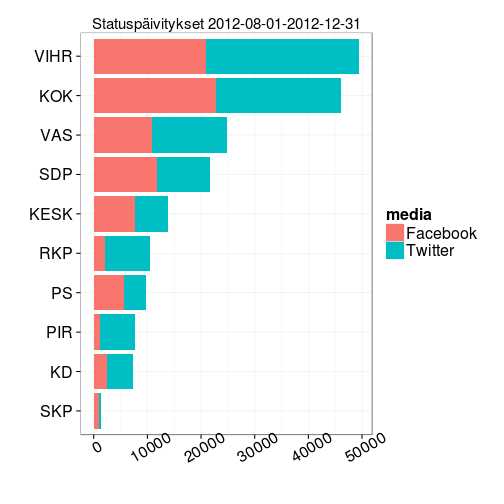 Statuspäivitykset 2012-08-01-2012-12-31
VIHR
KOK
VAS
SDP
KESK
RKP
PS
PIR
KD
SKP
media
Facebook
Twitter
0 10000 20000 30000 40000 50000